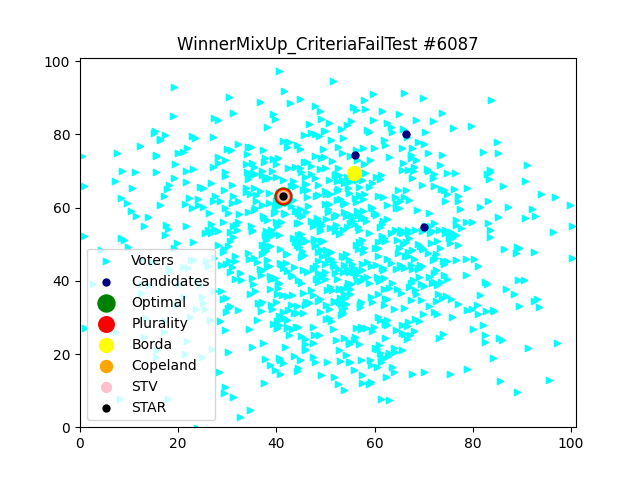 WinnerMixUp_CriteriaFailTest #6087
100
80
60
40
20
0
Voters
Candidates
Optimal
Plurality
Borda
Copeland
STV
STAR
0 20 40 60 80 100